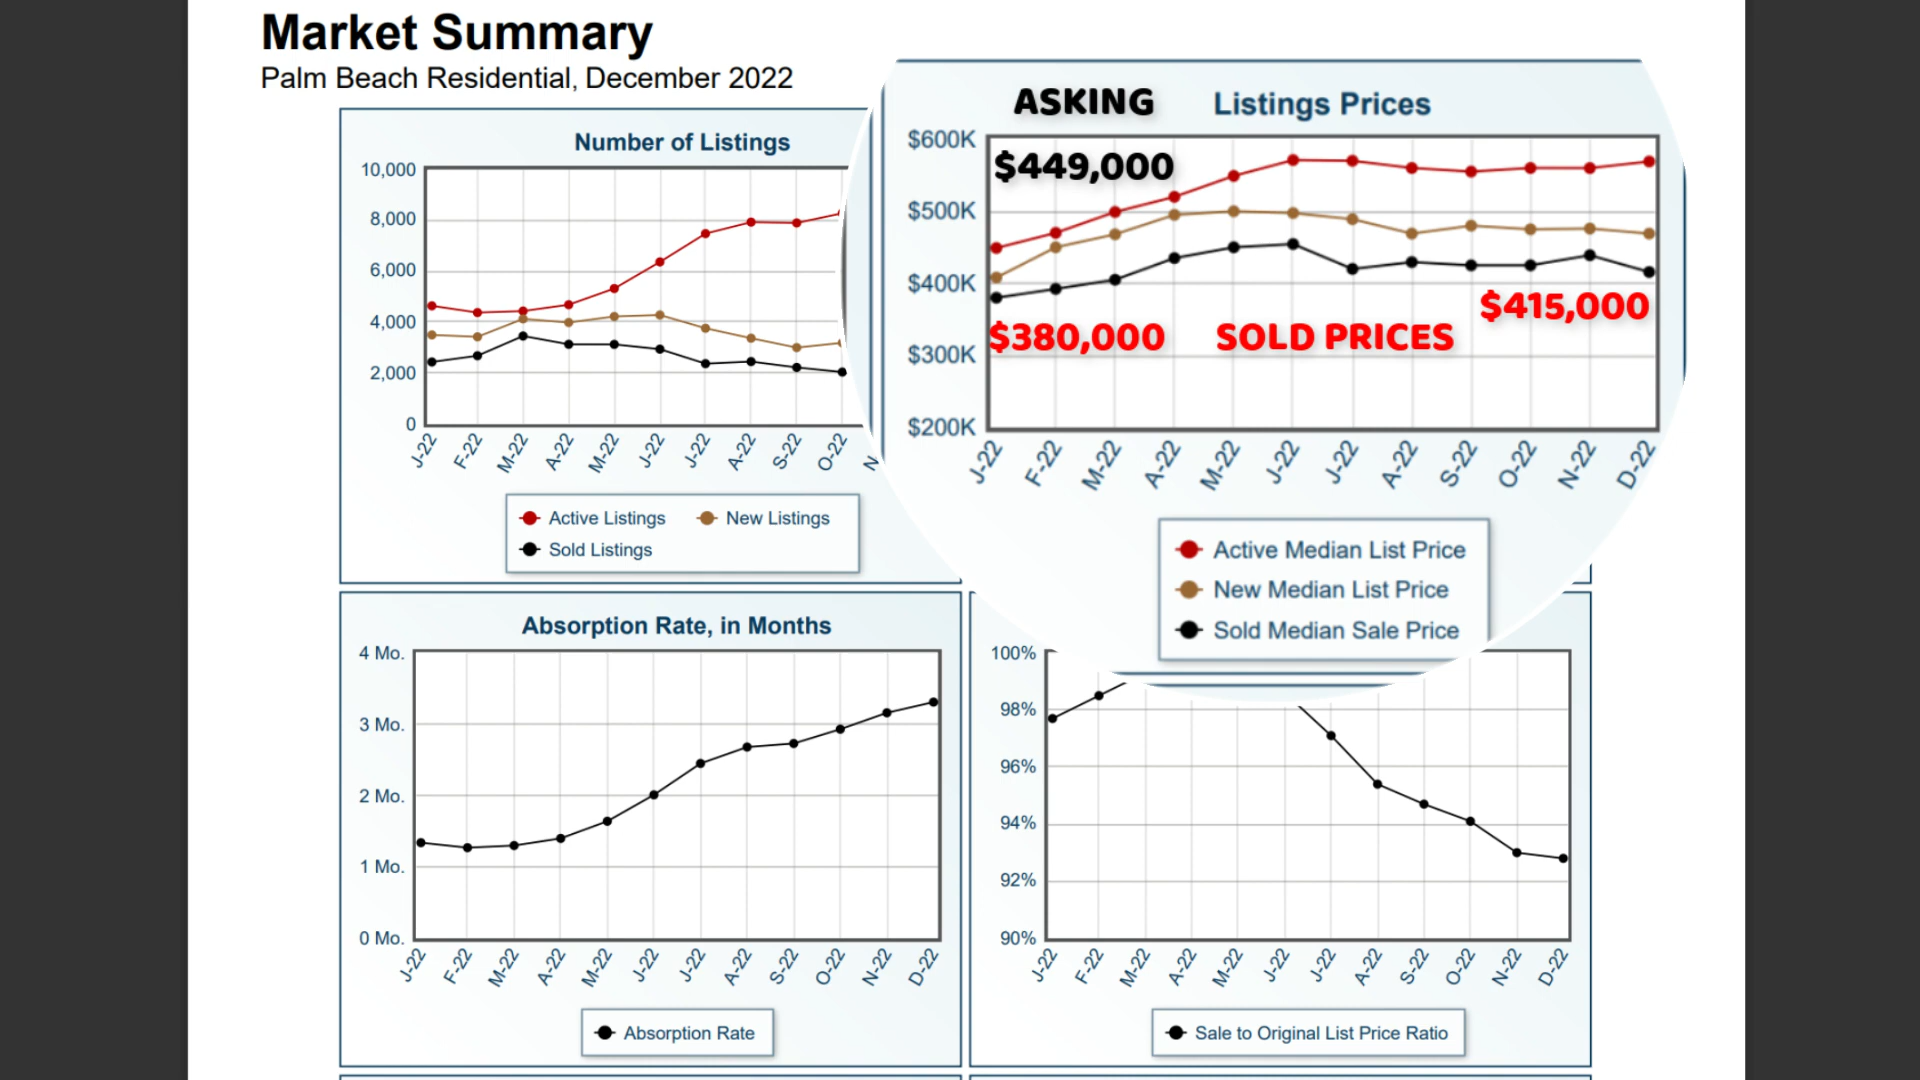 Market Summary
Palm Beach Residential, December 2022
Number of Listings
10,000
8,000
6,000
4,000
2,000
0
J-22 F-22 M-22 A-22 M-22 J-22 J-22 A-22 S-22 O-22 N
Active Listings New Listings
Sold Listings
ASKING Listings Prices
$600K
$449,000
$500K
$400K
$415,000
$380,000 SOLD PRICES
$300K
$200K
J-22 F-22 M-22 A-22 M-22 J-22 J-22 A-22 S-22 O-22 N-22 D-22
Active Median List Price
New Median List Price
Sold Median Sale Price
Absorption Rate, in Months
4 Mo.
3 Mo.
2 Mo.
1 Mo.
0 Mo.
J-22 F-22 M-22 A-22 M-22 J-22 J-22 A-22 S-22 O-22 N-22 D-22
Absorption Rate
100%
98%
96%
94%
92%
90%
J-22 F-22 M-22 A-22 M-22 J-22 J-22 A-22 S-22 O-22 N-22 D-22
Sale to Original List Price Ratio